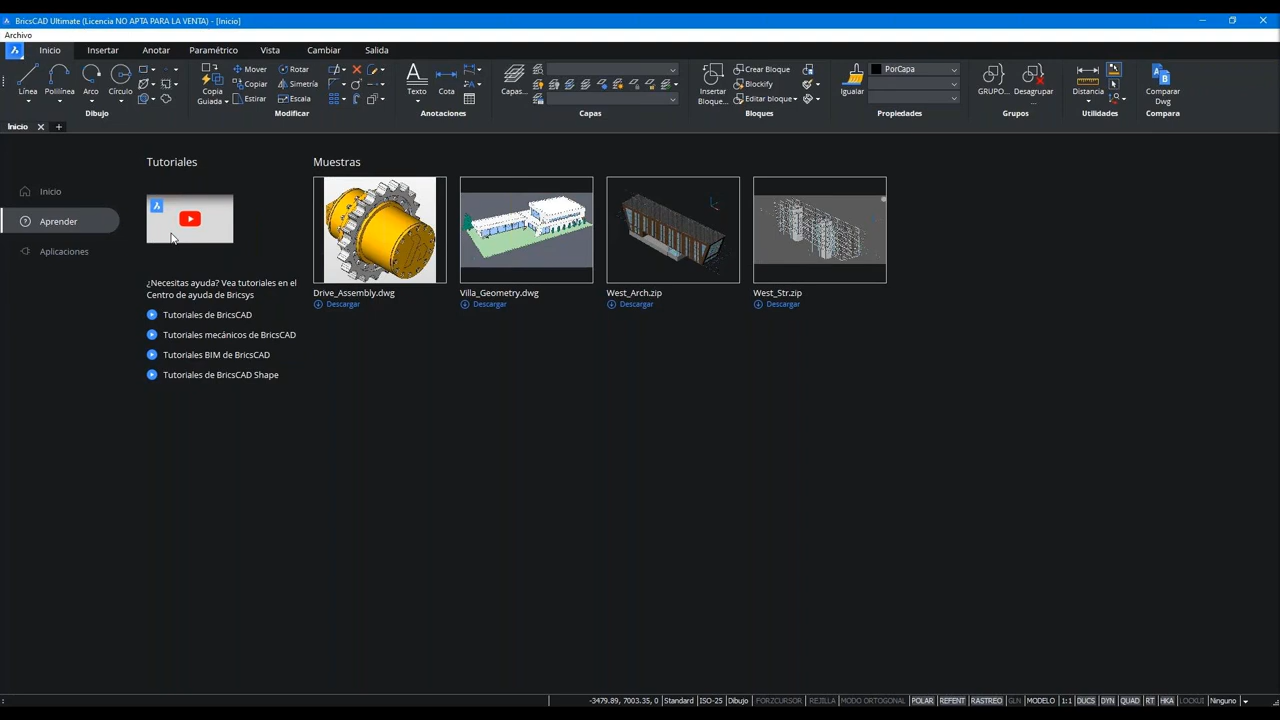 BricsCAD Ultimate (Licencia NO APTA PARA LA VENTA) - [Inicio]
Archivo
Inicio Insertar Anotar Paramétrico Vista Cambiar Salida
Línea Polilínea Arco Círculo
Dibujo
Copia Guiada
Mover Rotar
Copiar Simetría
Estirar Escala
Modificar
Texto Cota
Anotaciones
Capas...
Capas
Insertar Bloque...
Crear Bloque
Blockify
Editar bloque
Bloques
Igualar
PorCapa
Propiedades
GRUPO... Desagrupar ...
Grupos
Distancia
Utilidades
Comparar Dwg
Compara
Inicio
Inicio
Aprender
Aplicaciones
Tutoriales
¿Necesitas ayuda? Vea tutoriales en el
Centro de ayuda de Bricsys
Tutoriales de BricsCAD
Tutoriales mecánicos de BricsCAD
Tutoriales BIM de BricsCAD
Tutoriales de BricsCAD Shape
Muestras
Drive_Assembly.dwg
Descargar
Villa_Geometry.dwg
Descargar
West_Arch.zip
Descargar
West_Str.zip
Descargar
: -3479.89, 7003.35, 0 Standard ISO-25 Dibujo FORZCURSOR REJILLA MODO ORTOGONAL POLAR REFENT RASTREO GLN MODELO 1:1 DUCS DYN QUAD RT HKA LOCKUI Ninguno